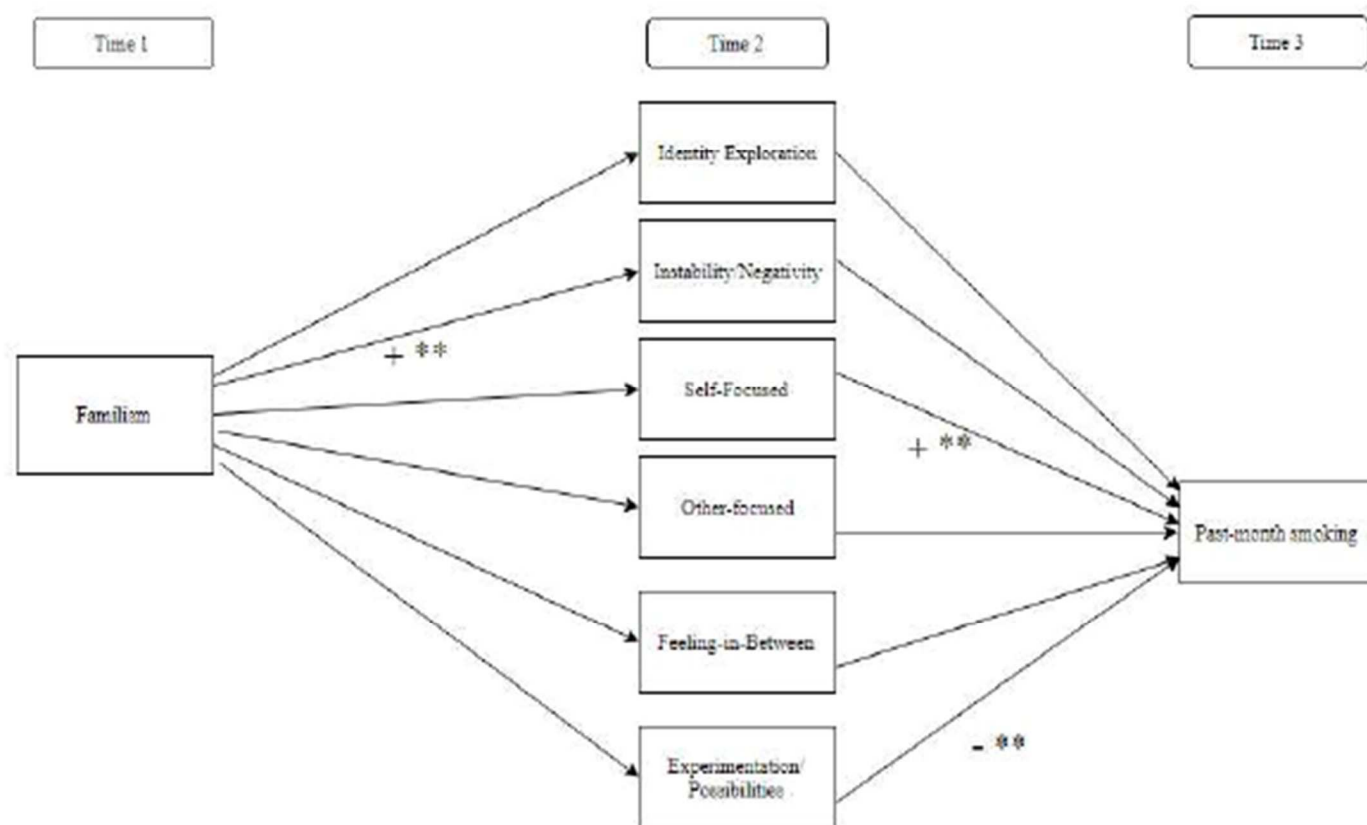 Time 1
Time 2
Time 3
Identity Exploration
Instability/Negativity
+ **
Familism
Self-Focused
+ **
Other-focused
Past-month smoking
Feeling-in-Between
- **
Experimentation/
Possibilities